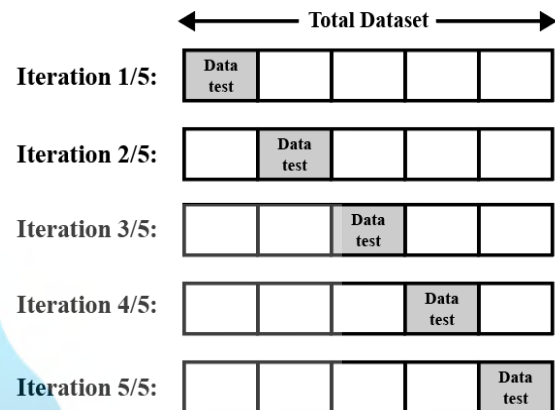 Total Dataset
Iteration 1/5:
Data
test
Iteration 2/5:
Data
test
Iteration 3/5:
Data
test
Iteration 4/5:
Data
test
Iteration 5/5:
Data
test